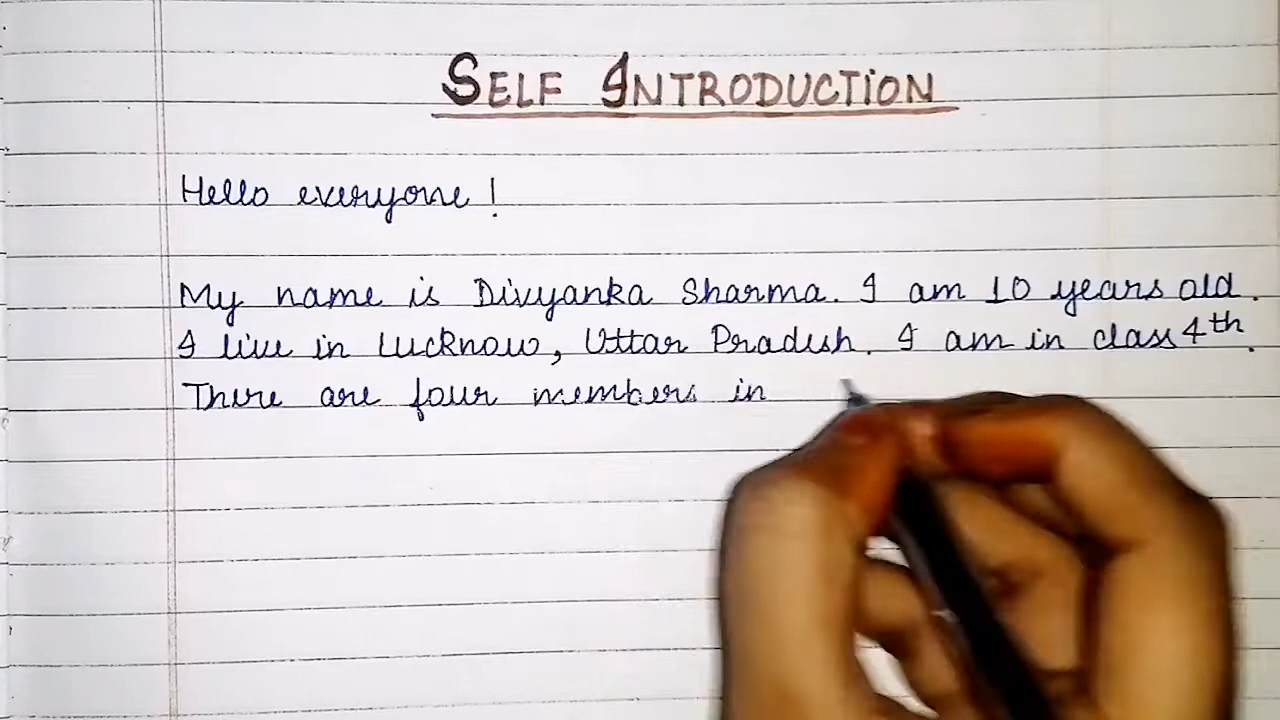 SELF INTRODUCTION
Hello everyone!
My name is Divyanka Sharma. I am 10 years old.
I live in Lucknow, Uttar Pradesh. I am in class 4th.
There are four members in